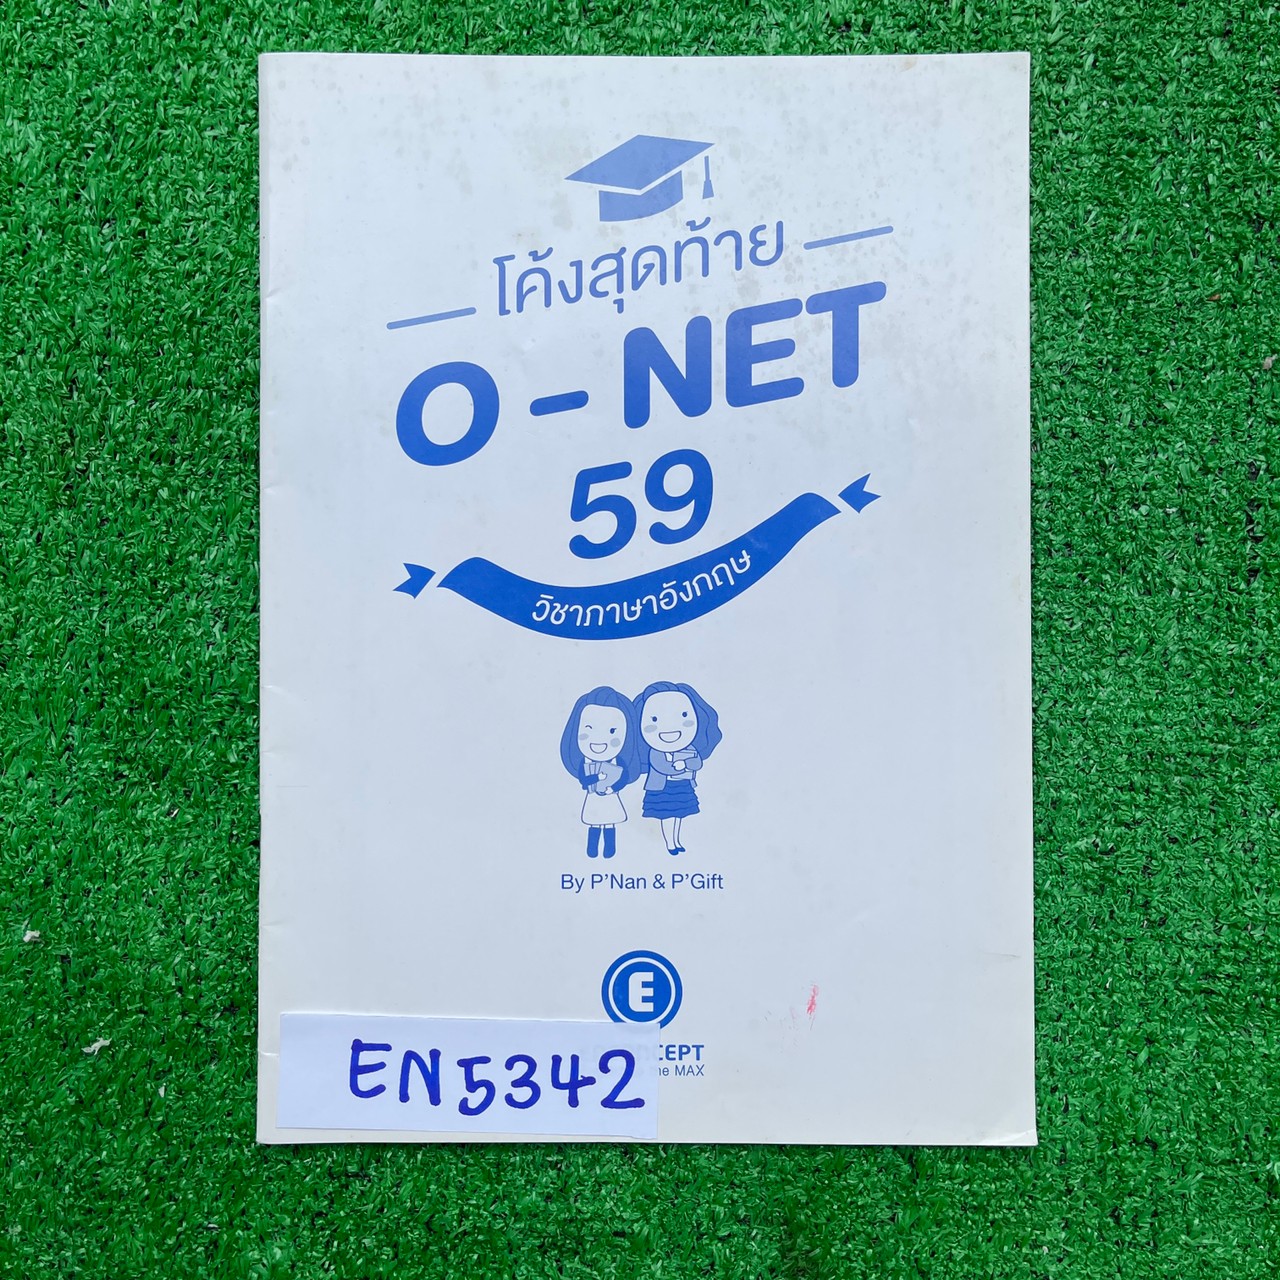 โค้งสุดท้าย
O - NET
59
วิชาภาษาอังกฤษ
By P'Nan & P'Gift
E
EN5342
MAX